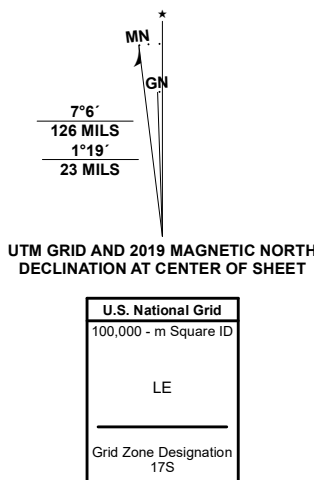 ★
MN
GN
7°6´
126 MILS
1°19´
23 MILS
UTM GRID AND 2019 MAGNETIC NORTH
DECLINATION AT CENTER OF SHEET
U.S. National Grid
100,000 - m Square ID
LE
Grid Zone Designation
17S